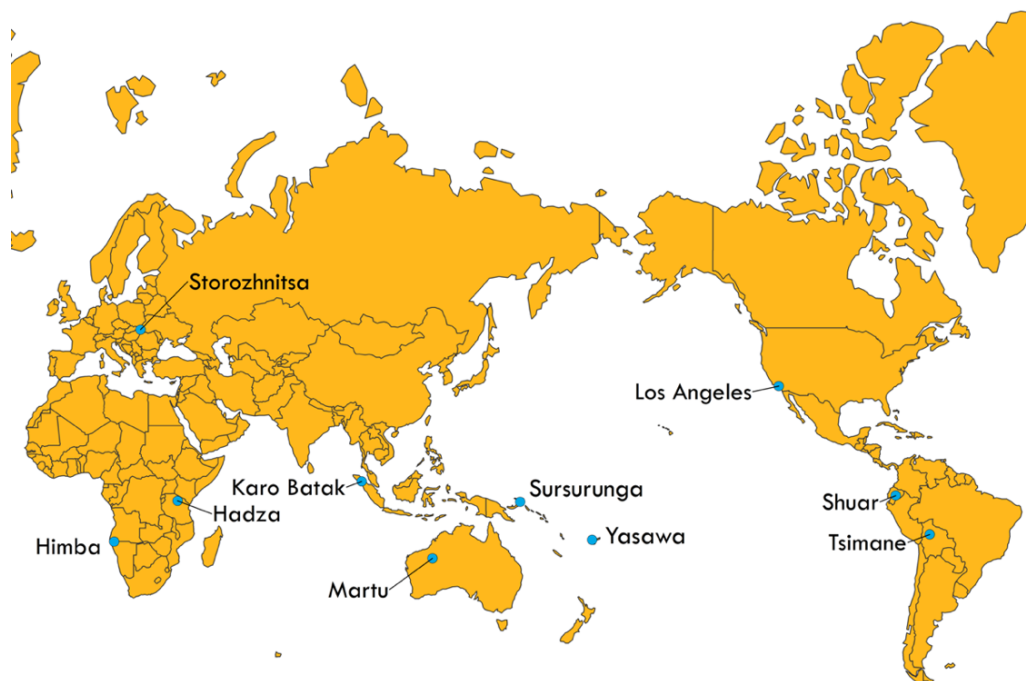 Storozhnitsa
Los Angeles
Karo Batak
Sursurunga
Hadza
Shuar
Himba
Yasawa
Tsimane
Martu